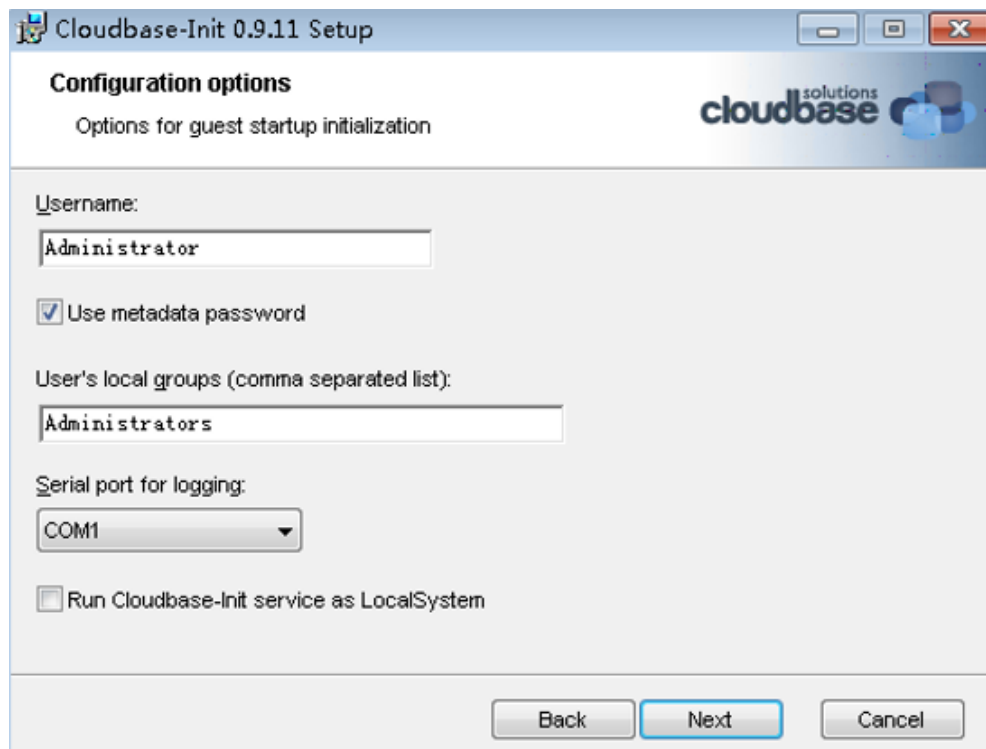 Cloudbase-Init 0.9.11 Setup
Configuration options
Options for guest startup initialization
solutions
cloudbase
Username:
Administrator
Use metadata password
User's local groups (comma separated list):
Administrators
Serial port for logging:
COM1
Run Cloudbase-Init service as LocalSystem
Back Next Cancel